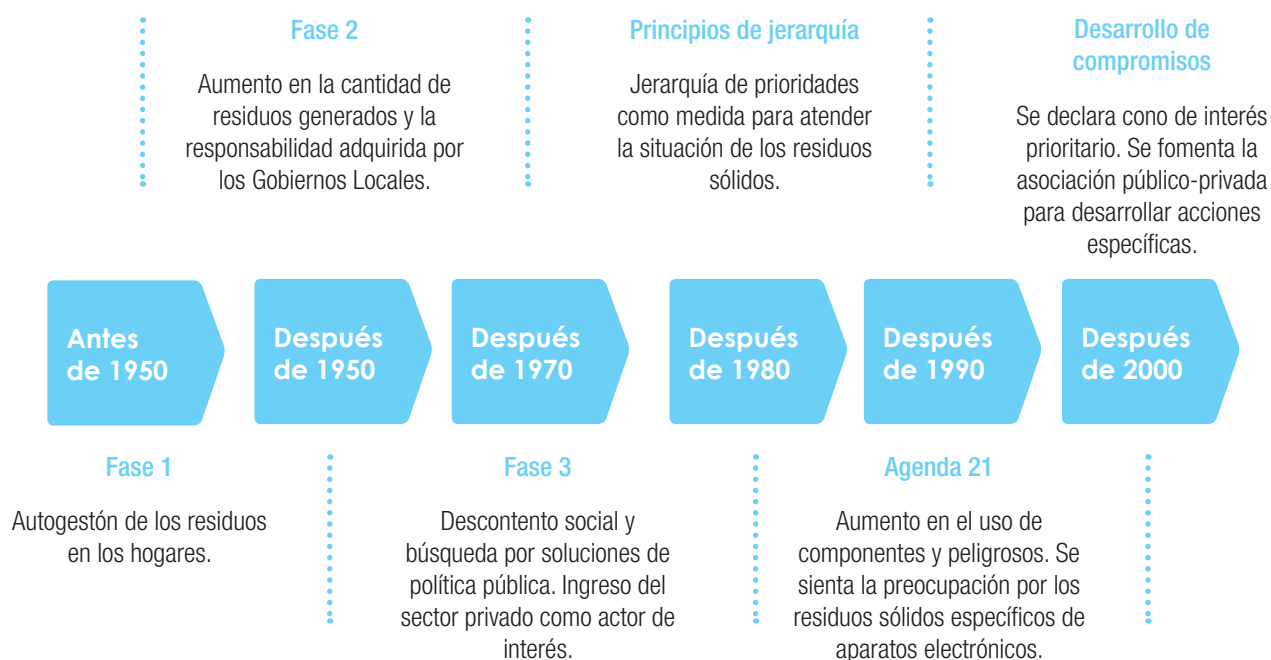 Fase 2
Aumento en la cantidad de
residuos generados y la
responsabilidad adquirida por
los Gobiernos Locales.
Principios de jerarquía
Jerarquía de prioridades
como medida para atender
la situación de los residuos
sólidos.
Desarrollo de
compromisos
Se declara cono de interés
prioritario. Se fomenta la
asociación público-privada
para desarrollar acciones
específicas.
Antes
de 1950
Después
de 1950
Después
de 1970
Después
de 1980
Después
de 1990
Después
de 2000
Fase 1
Autogestón de los residuos
en los hogares.
Fase 3
Descontento social y
búsqueda por soluciones de
política pública. Ingreso del
sector privado como actor de
interés.
Agenda 21
Aumento en el uso de
componentes y peligrosos. Se
sienta la preocupación por los
residuos sólidos específicos de
aparatos electrónicos.